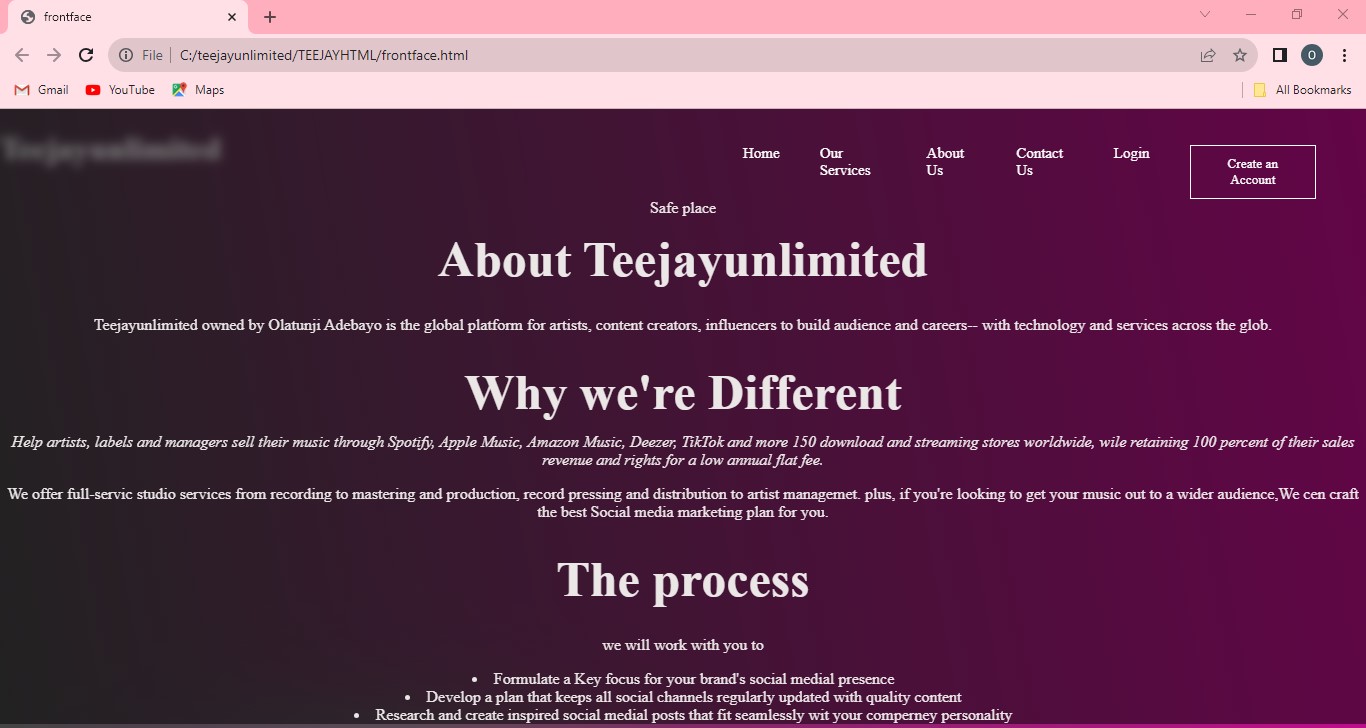 frontface
File
C:/teejayunlimited/TEEJAYHTML/frontface.html
O
Gmail
YouTube
Maps
All Bookmarks
Teejayunlimited
Home
Our
Services
About
Us
Contact
Us
Login
Create an
Account
Safe place
About Teejayunlimited
Teejayunlimited owned by Olatunji Adebayo is the global platform for artists, content creators, influencers to build audience and careers-- with technology and services across the glob.
Why we're Different
Help artists, labels and managers sell their music through Spotify, Apple Music, Amazon Music, Deezer, TikTok and more 150 download and streaming stores worldwide, wile retaining 100 percent of their sales
revenue and rights for a low annual flat fee.
We offer full-servic studio services from recording to mastering and production, record pressing and distribution to artist managemet. plus, if you're looking to get your music out to a wider audience,We cen craft
the best Social media marketing plan for you.
The process
we will work with you to
• Formulate a Key focus for your brand's social medial presence
• Develop a plan that keeps all social channels regularly updated with quality content
• Research and create inspired social medial posts that fit seamlessly wit your comperney personality